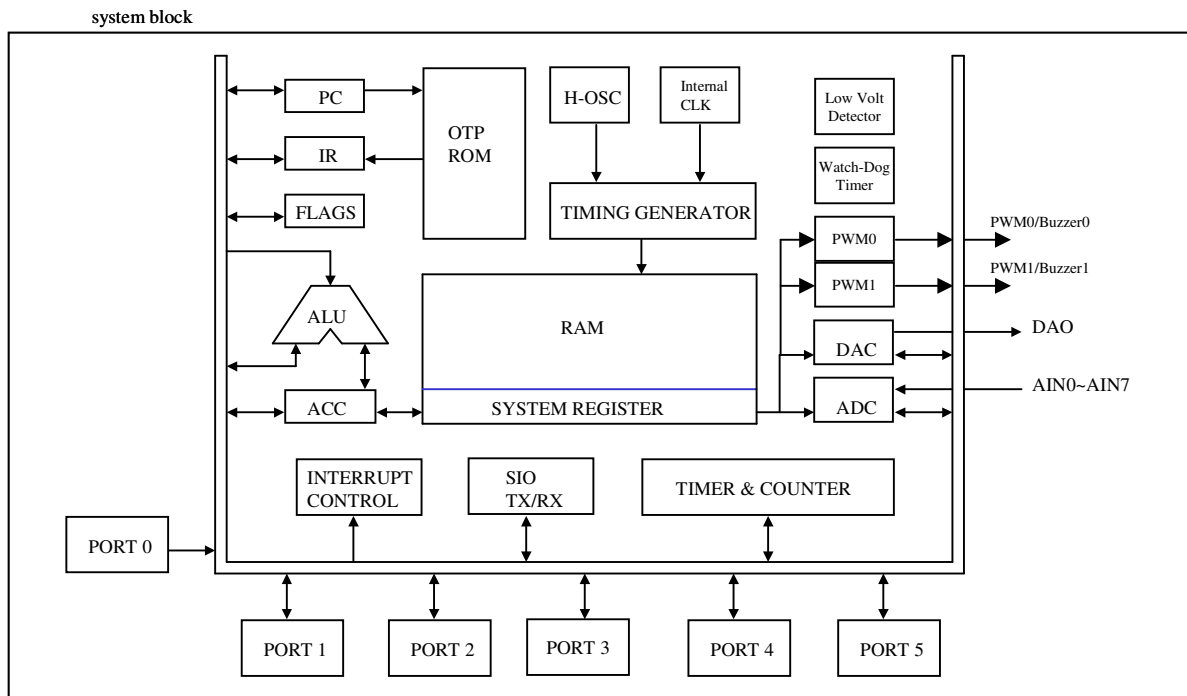 system block
PC
IR
FLAGS
OTP
ROM
H-OSC
Internal
CLK
TIMING GENERATOR
Low Volt
Detector
Watch-Dog
Timer
PWM0
PWM1
PWM0/Buzzer0
PWM1/Buzzer1
ALU
RAM
DAC
DAO
ACC
SYSTEM REGISTER
ADC
AIN0~AIN7
INTERRUPT
CONTROL
SIO
TX/RX
TIMER & COUNTER
PORT 0
PORT 1
PORT 2
PORT 3
PORT 4
PORT 5